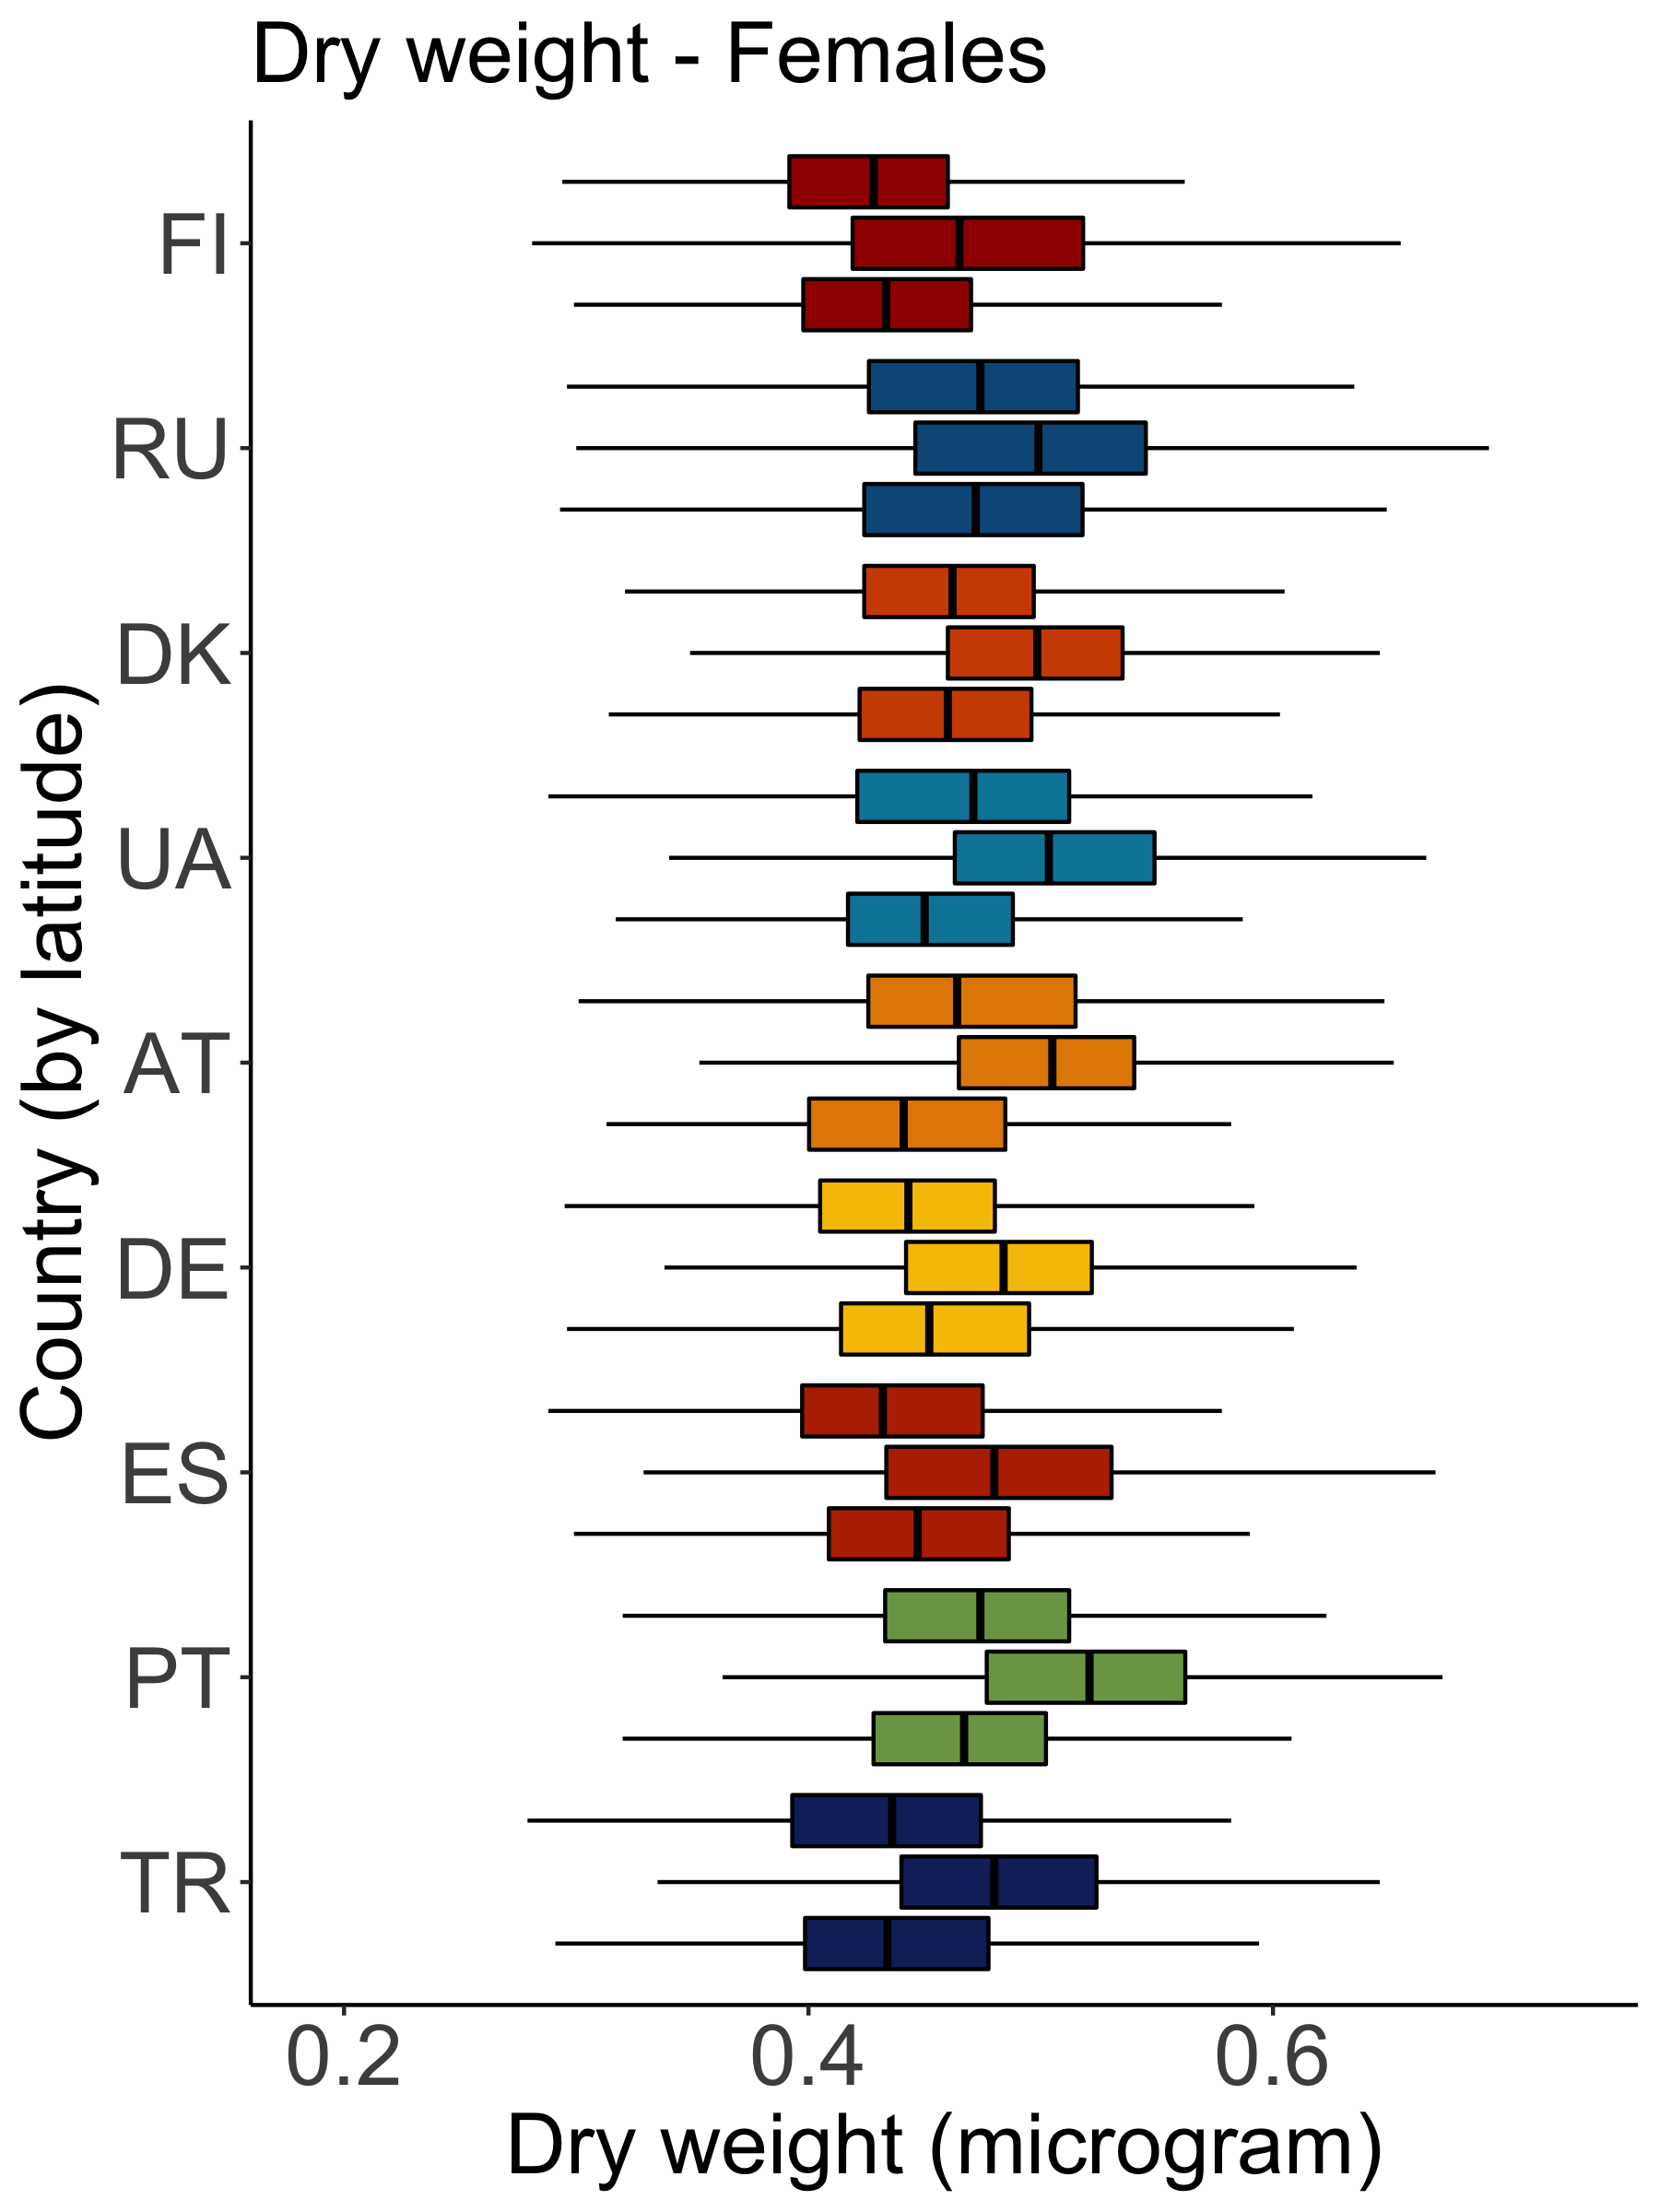 Dry weight - Females
Country (by latitude)
FI
RU
DK
UA
AT
DE
ES
PT
TR
0.2 0.4 0.6
Dry weight (microgram)